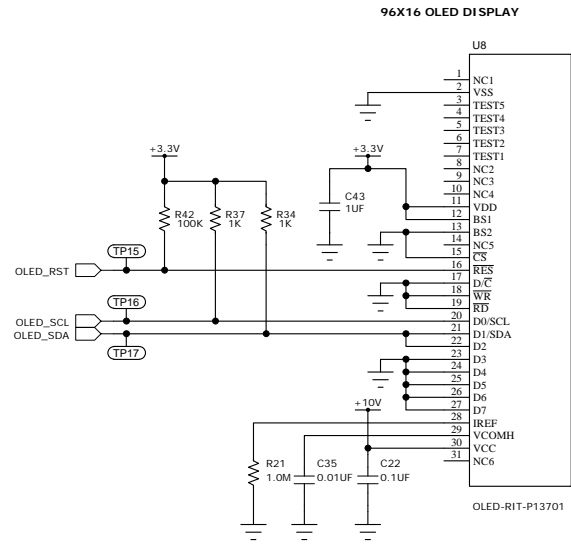 96X16 OLED DISPLAY
U8
1 NC1
2 VSS
3 TEST5
4 TEST4
5 TEST3
6 TEST2
7 TEST1
8 NC2
9 NC3
10 NC4
11 VDD
12 BS1
13 BS2
14 NC5
15 CS
16 RES
17 D/C
18 WR
19 RD
20 D0/SCL
21 D1/SDA
22 D2
23 D3
24 D4
25 D5
26 D6
27 D7
28 IREF
29 VCOMH
30 VCC
31 NC6
OLED-RIT-P13701
+3.3V
+3.3V
R42
100K
R37
1K
R34
1K
C43
1UF
TP15
OLED_RST
TP16
OLED_SCL
OLED_SDA
TP17
+10V
R21
1.0M
C35
0.01UF
C22
0.1UF